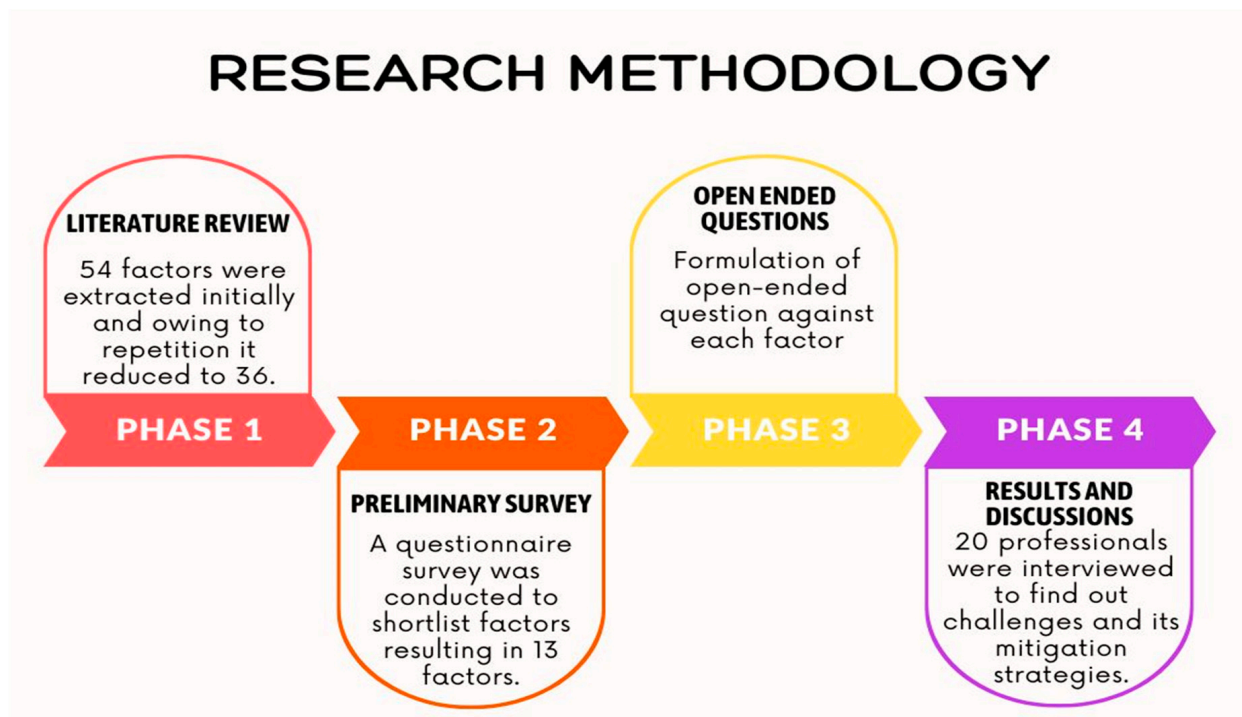 RESEARCH METHODOLOGY
LITERATURE REVIEW
54 factors were
extracted initially
and owing to
repetition it
reduced to 36.
PHASE 1
PHASE 2
PRELIMINARY SURVEY
A questionnaire
survey was
conducted to
shortlist factors
resulting in 13
factors.
OPEN ENDED
QUESTIONS
Formulation of
open-ended
question against
each factor
PHASE 3
PHASE 4
RESULTS AND
DISCUSSIONS
20 professionals
were interviewed
to find out
challenges and its
mitigation
strategies.